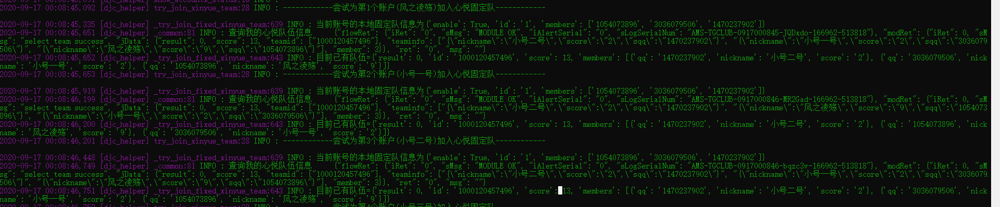 2020-09-17 00:08:45,092 [djc_helper] try_join_xinyue_team:28 INFO : ------------尝试为第1个账户(风之凌殇)加入心悦固定队------------
2020-09-17 00:08:45,335 [djc_helper] _try_join_fixed_xinyue_team:639 INFO : 当前账号的本地固定队信息为{'enable': True, 'id': '1', 'members': ['1054073896', '3036079506', '1470237902']}
2020-09-17 00:08:45,651 [djc_helper] _common:81 INFO : 查询我的心悦队伍信息      {"flowRet": {"iRet": "0", "sMsg": "MODULE OK", "iAlertSerial": "0", "sLogSerialNum": "AMS-TGCLUB-0917000845-JQDxdo-166962-513818"}, "modRet": {"iRet": 0, "sM
sg": "select team success", "jData": {"result": 0, "score": 13, "teamid": ["1000120457496"], "teaminfo": ["{\"nickname\":\"小号二号\",\"score\":\"2\",\"sqq\":\"1470237902\"}", "{\"nickname\":\"小号一号\",\"score\":\"2\",\"sqq\":\"3036079
506\"}", "{\"nickname\":\"风之凌殇\",\"score\":\"9\",\"sqq\":\"1054073896\"}"], "member": 3}}, "ret": "0", "msg": ""}
2020-09-17 00:08:45,652 [djc_helper] _try_join_fixed_xinyue_team:643 INFO : 目前已有队伍={'result': 0, 'id': '1000120457496', 'score': 13, 'members': [{'qq': '1470237902', 'nickname': '小号二号', 'score': '2'}, {'qq': '3036079506', 'nick
name': '小号一号', 'score': '2'}, {'qq': '1054073896', 'nickname': '风之凌殇', 'score': '9'}]}
2020-09-17 00:08:45,653 [djc_helper] try_join_xinyue_team:28 INFO : ------------尝试为第2个账户(小号一号)加入心悦固定队------------
2020-09-17 00:08:45,919 [djc_helper] _try_join_fixed_xinyue_team:639 INFO : 当前账号的本地固定队信息为{'enable': True, 'id': '1', 'members': ['1054073896', '3036079506', '1470237902']}
2020-09-17 00:08:46,199 [djc_helper] _common:81 INFO : 查询我的心悦队伍信息      {"flowRet": {"iRet": "0", "sMsg": "MODULE OK", "iAlertSerial": "0", "sLogSerialNum": "AMS-TGCLUB-0917000846-MR2Gad-166962-513818"}, "modRet": {"iRet": 0, "sM
sg": "select team success", "jData": {"result": 0, "score": 13, "teamid": ["1000120457496"], "teaminfo": ["{\"nickname\":\"小号二号\",\"score\":\"2\",\"sqq\":\"1470237902\"}", "{\"nickname\":\"风之凌殇\",\"score\":\"9\",\"sqq\":\"1054073
896\"}", "{\"nickname\":\"小号一号\",\"score\":\"2\",\"sqq\":\"3036079506\"}"], "member": 3}}, "ret": "0", "msg": ""}
2020-09-17 00:08:46,200 [djc_helper] _try_join_fixed_xinyue_team:643 INFO : 目前已有队伍={'result': 0, 'id': '1000120457496', 'score': 13, 'members': [{'qq': '1470237902', 'nickname': '小号二号', 'score': '2'}, {'qq': '1054073896', 'nick
name': '风之凌殇', 'score': '9'}, {'qq': '3036079506', 'nickname': '小号一号', 'score': '2'}]}
2020-09-17 00:08:46,201 [djc_helper] try_join_xinyue_team:28 INFO : ------------尝试为第3个账户(小号二号)加入心悦固定队------------
2020-09-17 00:08:46,448 [djc_helper] _try_join_fixed_xinyue_team:639 INFO : 当前账号的本地固定队信息为{'enable': True, 'id': '1', 'members': ['1054073896', '3036079506', '1470237902']}
2020-09-17 00:08:46,749 [djc_helper] _common:81 INFO : 查询我的心悦队伍信息      {"flowRet": {"iRet": "0", "sMsg": "MODULE OK", "iAlertSerial": "0", "sLogSerialNum": "AMS-TGCLUB-0917000846-bqzc3v-166962-513818"}, "modRet": {"iRet": 0, "sM
sg": "select team success", "jData": {"result": 0, "score": 13, "teamid": ["1000120457496"], "teaminfo": ["{\"nickname\":\"小号二号\",\"score\":\"2\",\"sqq\":\"1470237902\"}", "{\"nickname\":\"小号一号\",\"score\":\"2\",\"sqq\":\"3036079
506\"}", "{\"nickname\":\"风之凌殇\",\"score\":\"9\",\"sqq\":\"1054073896\"}"], "member": 3}}, "ret": "0", "msg": ""}
2020-09-17 00:08:46,751 [djc_helper] _try_join_fixed_xinyue_team:643 INFO : 目前已有队伍={'result': 0, 'id': '1000120457496', 'score': 13, 'members': [{'qq': '1470237902', 'nickname': '小号二号', 'score': '2'}, {'qq': '3036079506', 'nick
name': '小号一号', 'score': '2'}, {'qq': '1054073896', 'nickname': '风之凌殇', 'score': '9'}]}